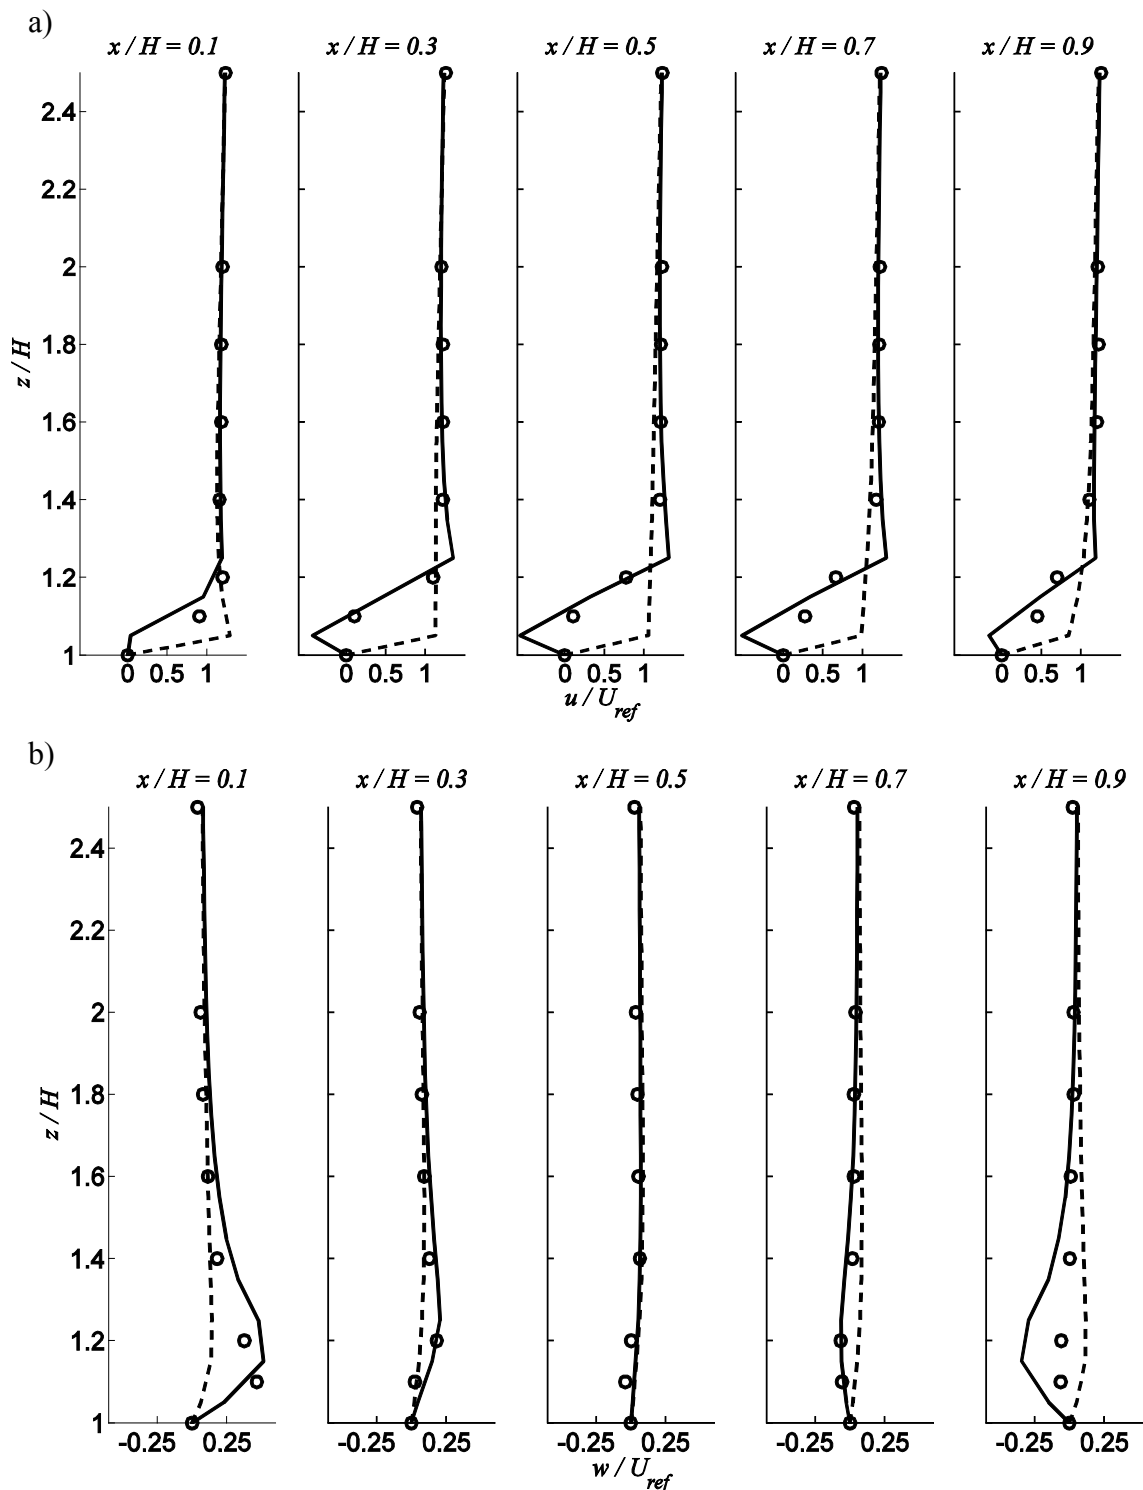 a)
x / H = 0.1 x / H = 0.3 x / H = 0.5 x / H = 0.7 x / H = 0.9
2.4
2.2
2
1.8
z / H
1.6
1.4
1.2
1
0 0.5 1 0 0.5 1 0 0.5 1 0 0.5 1 0 0.5 1
u / U_ref
b)
x / H = 0.1 x / H = 0.3 x / H = 0.5 x / H = 0.7 x / H = 0.9
2.4
2.2
2
1.8
z / H
1.6
1.4
1.2
1
-0.25 0.25 -0.25 0.25 -0.25 0.25 -0.25 0.25 -0.25 0.25
w / U_ref